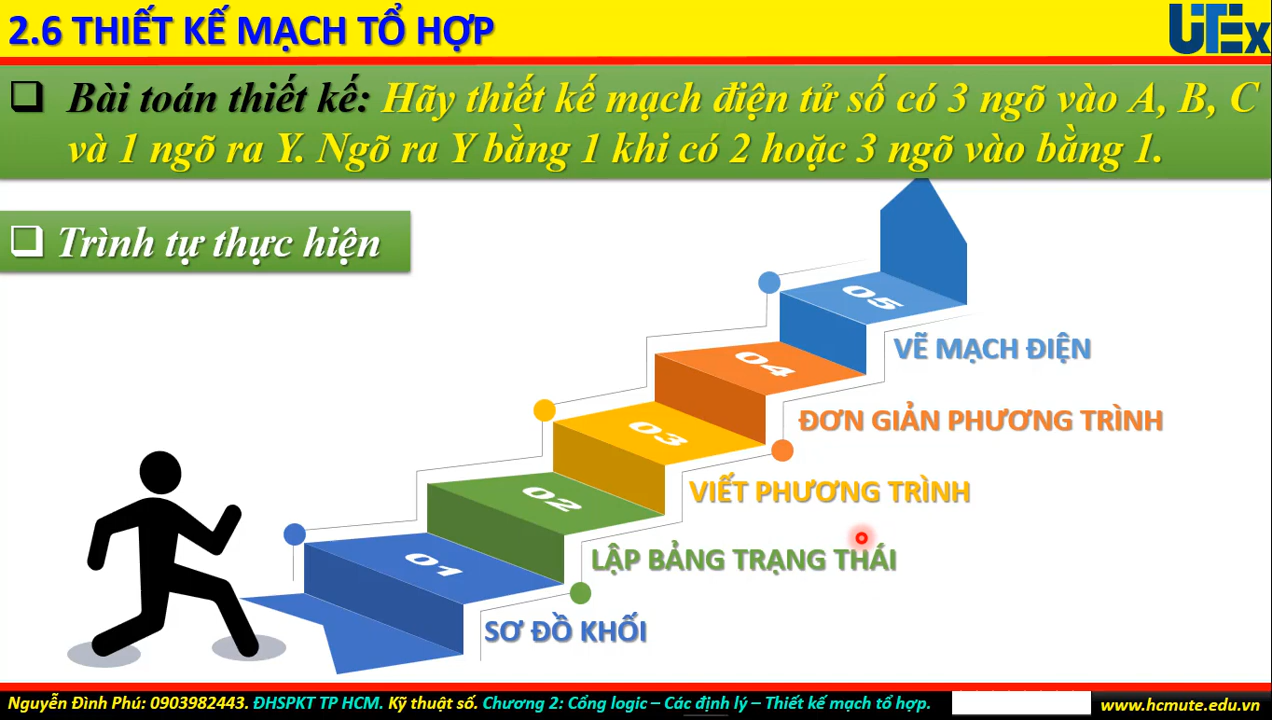 2.6 THIẾT KẾ MẠCH TỔ HỢP
UTEx
Bài toán thiết kế: Hãy thiết kế mạch điện tử số có 3 ngõ vào A, B, C
và 1 ngõ ra Y. Ngõ ra Y bằng 1 khi có 2 hoặc 3 ngõ vào bằng 1.
Trình tự thực hiện
05
VẼ MẠCH ĐIỆN
04
ĐƠN GIẢN PHƯƠNG TRÌNH
03
VIẾT PHƯƠNG TRÌNH
02
LẬP BẢNG TRẠNG THÁI
01
SƠ ĐỒ KHỐI
Nguyễn Đình Phú: 0903982443. ĐHSPKT TP HCM. Kỹ thuật số. Chương 2: Cổng logic – Các định lý – Thiết kế mạch tổ hợp.
www.hcmute.edu.vn